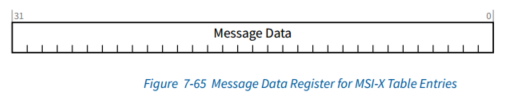 31 0
Message Data
Figure 7-65 Message Data Register for MSI-X Table Entries